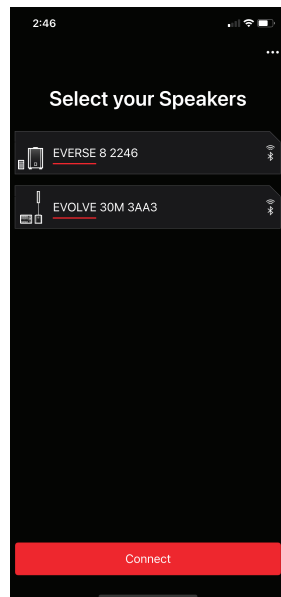 2:46
Select your Speakers
EVERSE 8 2246
EVOLVE 30M 3AA3
Connect